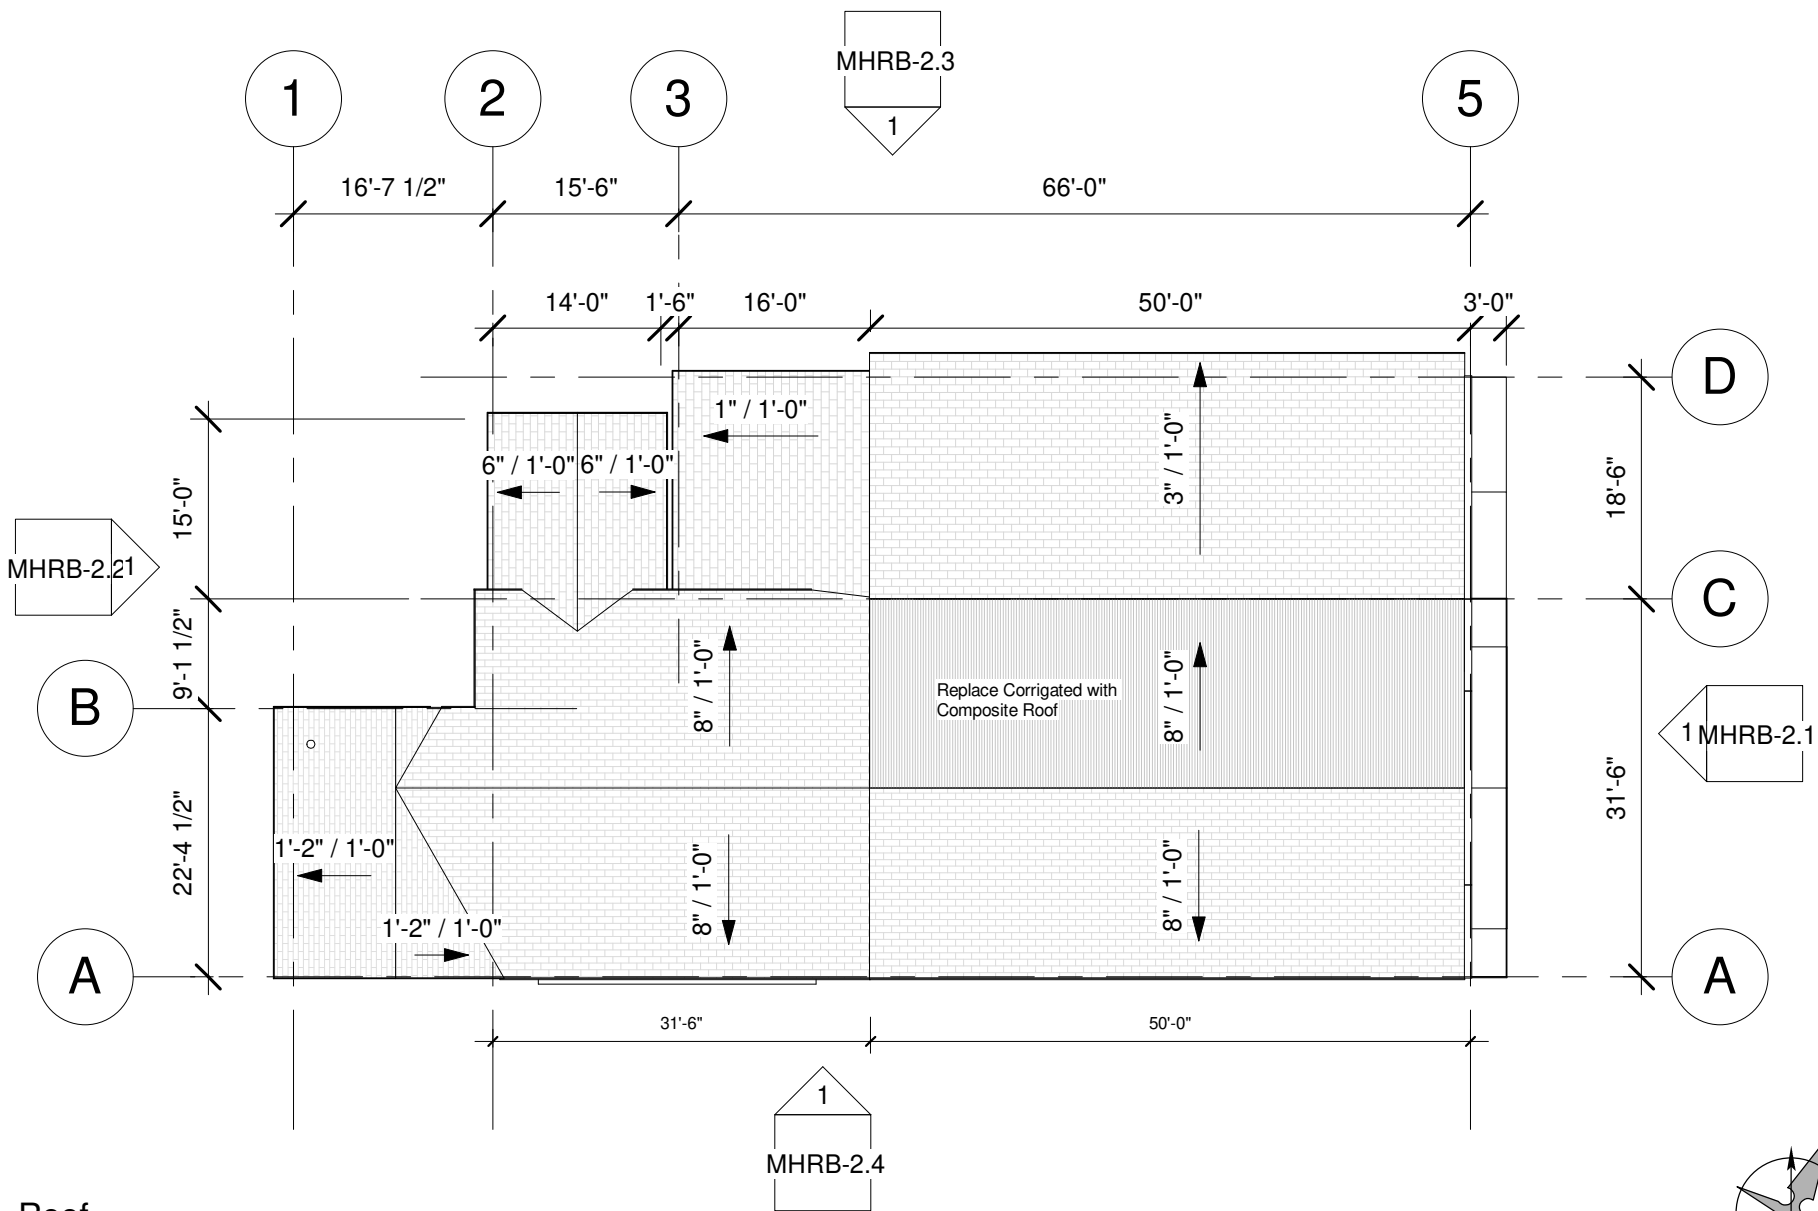 MHRB-2.3
1
1
2
3
5
16'-7 1/2"
15'-6"
66'-0"
14'-0"
1'-6"
16'-0"
50'-0"
3'-0"
D
1" / 1'-0"
3" / 1'-0"
6" / 1'-0"
6" / 1'-0"
15'-0"
18'-6"
MHRB-2.2
1
C
9'-1 1/2"
B
8" / 1'-0"
Replace Corrigated with
Composite Roof
8" / 1'-0"
1
MHRB-2.1
31'-6"
22'-4 1/2"
1'-2" / 1'-0"
8" / 1'-0"
8" / 1'-0"
1'-2" / 1'-0"
A
A
31'-6"
50'-0"
1
MHRB-2.4
Roof